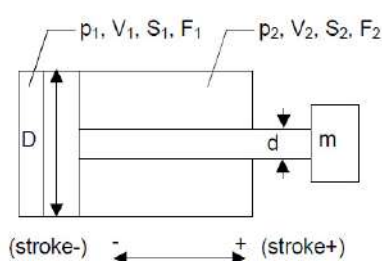 p₁, V₁, S₁, F₁ p₂, V₂, S₂, F₂
D d m
(stroke-) - + (stroke+)